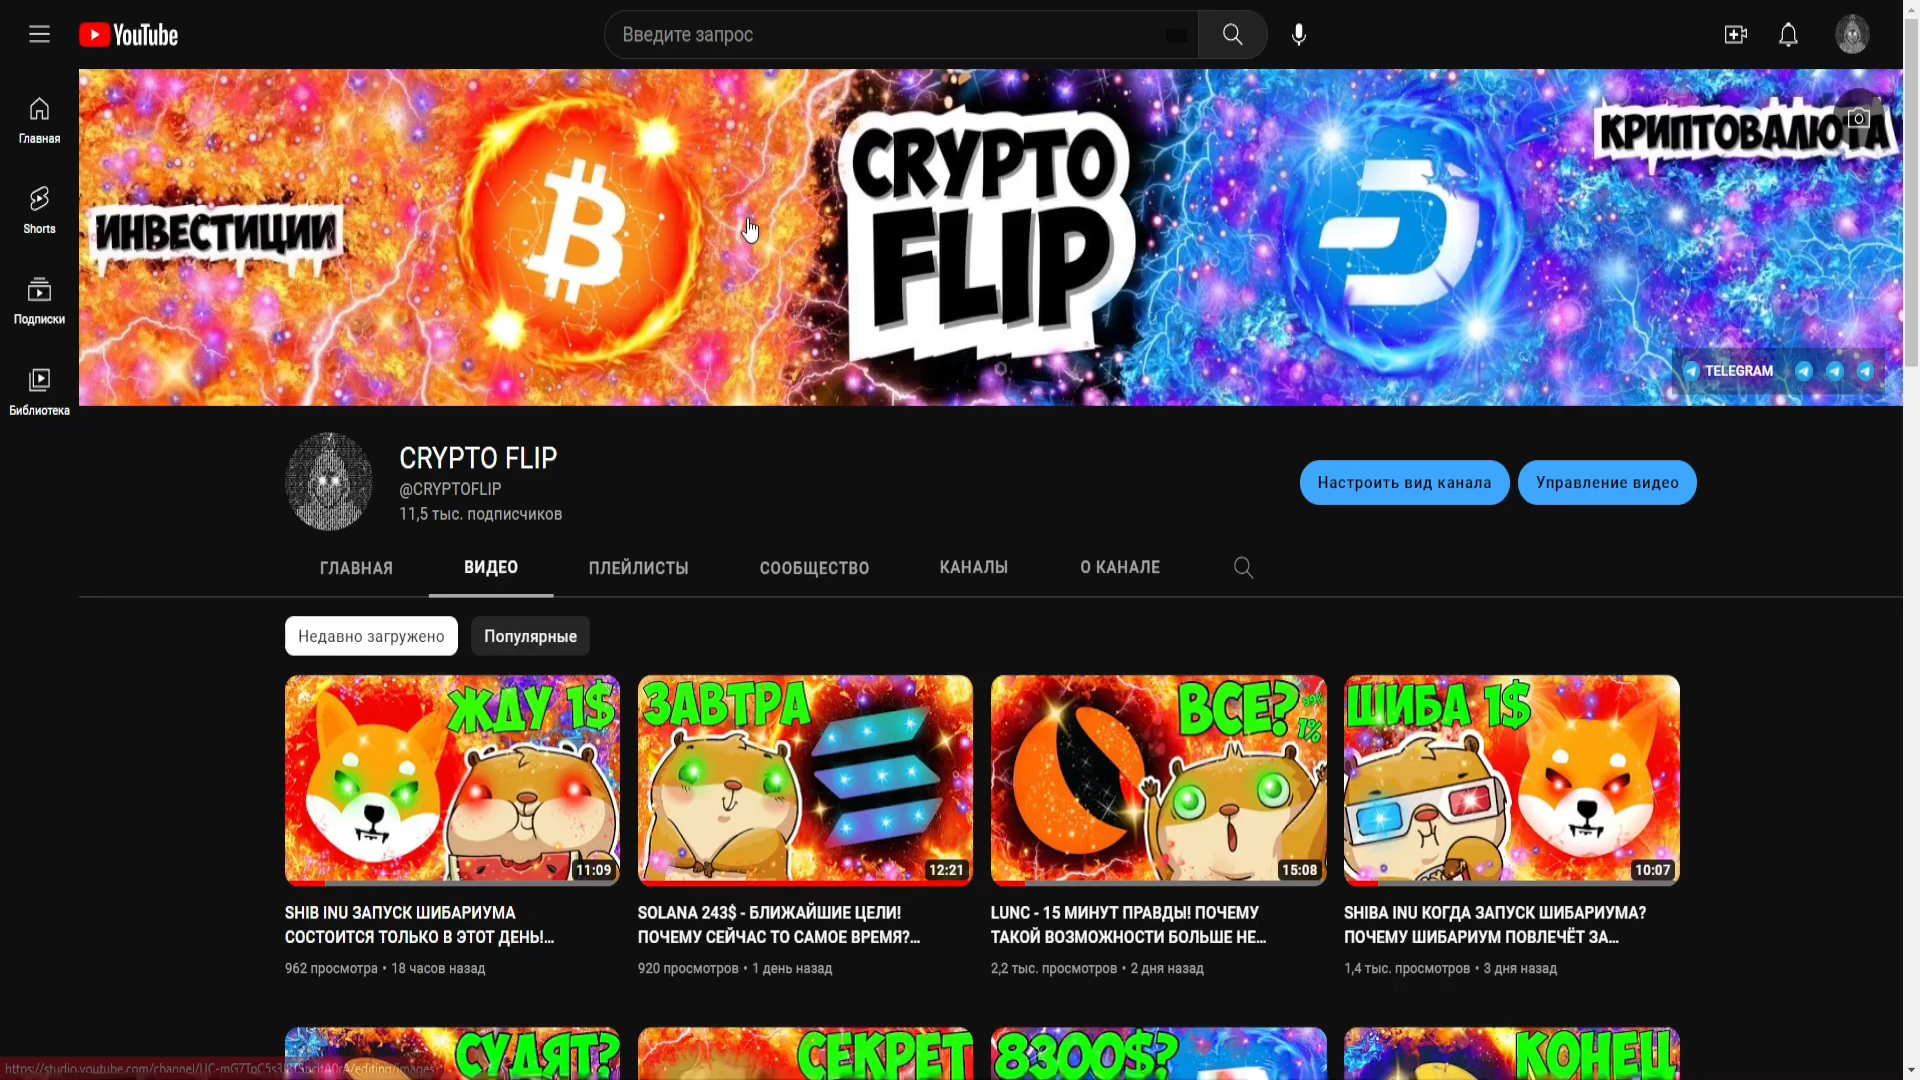 YouTube
Введите запрос
Главная
Shorts
Подписки
Библиотека
ИНВЕСТИЦИИ
CRYPTO
FLIP
КРИПТОВАЛЮТА
TELEGRAM
CRYPTO FLIP
@CRYPTOFLIP
11,5 тыс. подписчиков
Настроить вид канала
Управление видео
ГЛАВНАЯ
ВИДЕО
ПЛЕЙЛИСТЫ
СООБЩЕСТВО
КАНАЛЫ
О КАНАЛЕ
Недавно загружено
Популярные
ЖДУ 1$
11:09
SHIB INU ЗАПУСК ШИБАРИУМА
СОСТОИТСЯ ТОЛЬКО В ЭТОТ ДЕНЬ!...
962 просмотра • 18 часов назад
ЗАВТРА
12:21
SOLANA 243$ - БЛИЖАЙШИЕ ЦЕЛИ!
ПОЧЕМУ СЕЙЧАС ТО САМОЕ ВРЕМЯ?...
920 просмотров • 1 день назад
ВСЕ?
99%
1%
15:08
LUNC - 15 МИНУТ ПРАВДЫ! ПОЧЕМУ
ТАКОЙ ВОЗМОЖНОСТИ БОЛЬШЕ НЕ...
2,2 тыс. просмотров • 2 дня назад
ШИБА 1$
10:07
SHIBA INU КОГДА ЗАПУСК ШИБАРИУМА?
ПОЧЕМУ ШИБАРИУМ ПОВЛЕЧЁТ ЗА...
1,4 тыс. просмотров • 3 дня назад
СУДЯТ?
СЕКРЕТ
8300$?
КОНЕЦ